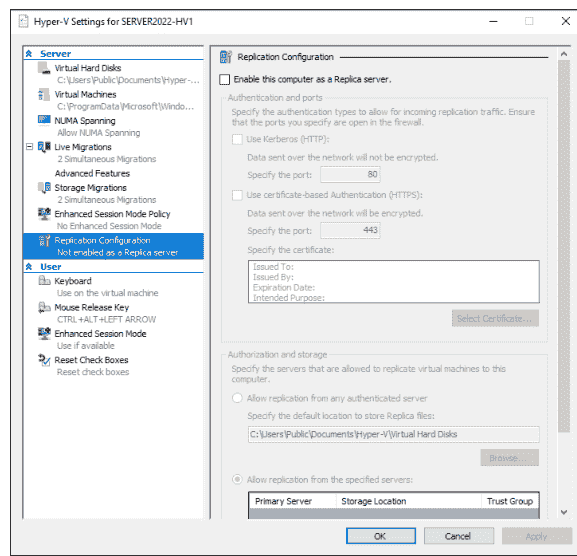 Hyper-V Settings for SERVER2022-HV1
Server
Virtual Hard Disks
C:\Users\Public\Documents\Hyper-...
Virtual Machines
C:\ProgramData\Microsoft\Windo...
NUMA Spanning
Allow NUMA Spanning
Live Migrations
2 Simultaneous Migrations
Advanced Features
Storage Migrations
2 Simultaneous Migrations
Enhanced Session Mode Policy
No Enhanced Session Mode
Replication Configuration
Not enabled as a Replica server
User
Keyboard
Use on the virtual machine
Mouse Release Key
CTRL+ALT+LEFT ARROW
Enhanced Session Mode
Use if available
Reset Check Boxes
Reset check boxes
Replication Configuration
Enable this computer as a Replica server.
Authentication and ports
Specify the authentication types to allow for incoming replication traffic. Ensure
that the ports you specify are open in the firewall.
Use Kerberos (HTTP):
Data sent over the network will not be encrypted.
Specify the port: 80
Use certificate-based Authentication (HTTPS):
Data sent over the network will be encrypted.
Specify the port: 443
Specify the certificate:
Issued To:
Issued By:
Expiration Date:
Intended Purpose:
Select Certificate...
Authorization and storage
Specify the servers that are allowed to replicate virtual machines to this
computer.
Allow replication from any authenticated server
Specify the default location to store Replica files:
C:\Users\Public\Documents\Hyper-V\Virtual Hard Disks
Browse...
Allow replication from the specified servers:
Primary Server Storage Location Trust Group
OK Cancel Apply